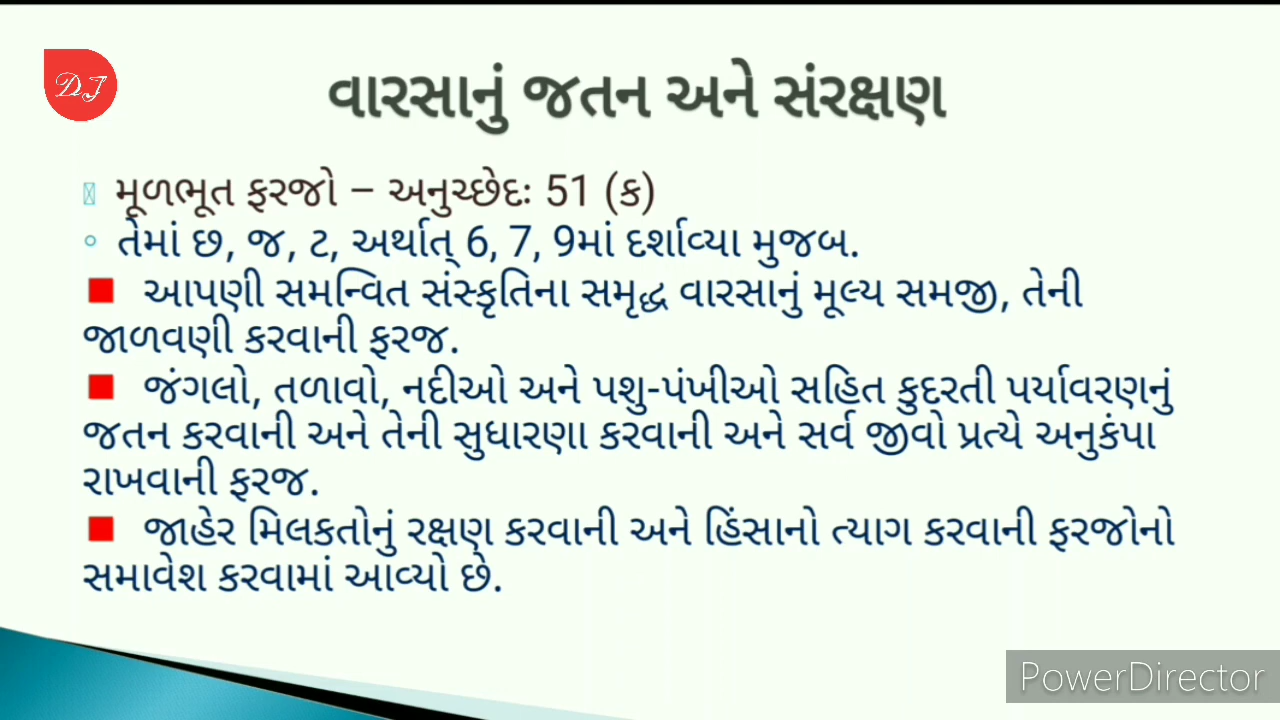 DJ
વારસાનું જતન અને સંરક્ષણ
મૂળભૂત ફરજો – અનુચ્છેદઃ 51 (ક)
તેમાં છ, જ, ટ, અર્થાત્ 6, 7, 9માં દર્શાવ્યા મુજબ.
આપણી સમન્વિત સંસ્કૃતિના સમૃદ્ધ વારસાનું મૂલ્ય સમજી, તેની
જાળવણી કરવાની ફરજ.
જંગલો, તળાવો, નદીઓ અને પશુ-પંખીઓ સહિત કુદરતી પર્યાવરણનું
જતન કરવાની અને તેની સુધારણા કરવાની અને સર્વ જીવો પ્રત્યે અનુકંપા
રાખવાની ફરજ.
જાહેર મિલકતોનું રક્ષણ કરવાની અને હિંસાનો ત્યાગ કરવાની ફરજોનો
સમાવેશ કરવામાં આવ્યો છે.
PowerDirector